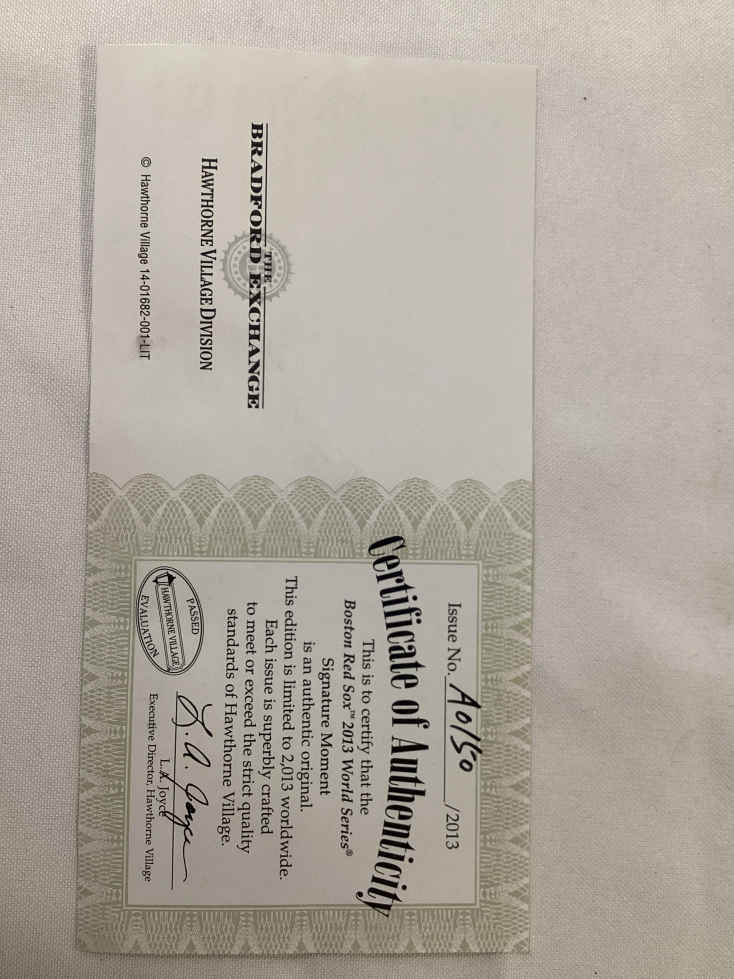 Issue No. A0150 /2013
Certificate of Authenticity
This is to certify that the
Boston Red Sox™ 2013 World Series®
Signature Moment
is an authentic original.
This edition is limited to 2,013 worldwide.
Each issue is superbly crafted
to meet or exceed the strict quality
standards of Hawthorne Village.
PASSED
HAWTHORNE VILLAGE
EVALUATION
L. A. Joyce
L.A. Joyce
Executive Director, Hawthorne Village
THE
BRADFORD EXCHANGE
HAWTHORNE VILLAGE DIVISION
© Hawthorne Village 14-01682-001-LIT